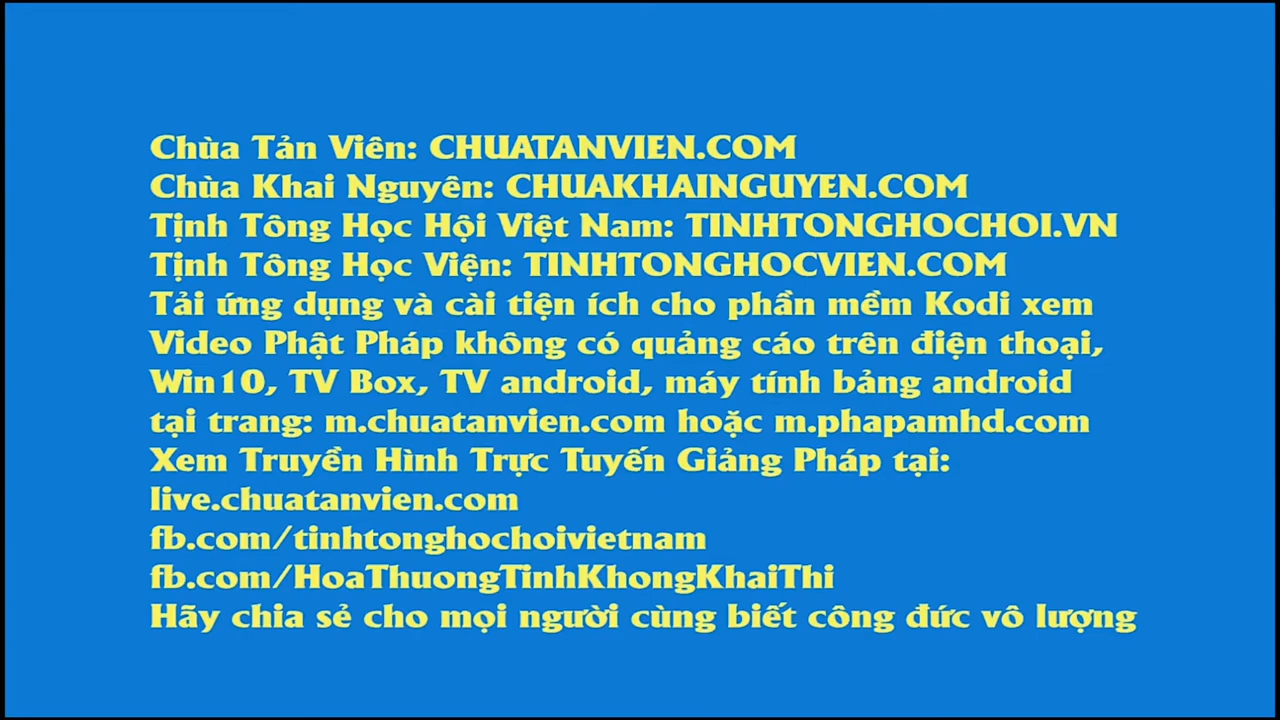 Chùa Tản Viên: CHUATANVIEN.COM
Chùa Khai Nguyên: CHUAKHAINGUYEN.COM
Tịnh Tông Học Hội Việt Nam: TINHTONGHOCHOI.VN
Tịnh Tông Học Viện: TINHTONGHOCVIEN.COM
Tải ứng dụng và cài tiện ích cho phần mềm Kodi xem
Video Phật Pháp không có quảng cáo trên điện thoại,
Win10, TV Box, TV android, máy tính bảng android
tại trang: m.chuatanvien.com hoặc m.phapamhd.com
Xem Truyền Hình Trực Tuyến Giảng Pháp tại:
live.chuatanvien.com
fb.com/tinhtonghochoivietnam
fb.com/HoaThuongTinhKhongKhaiThi
Hãy chia sẻ cho mọi người cùng biết công đức vô lượng